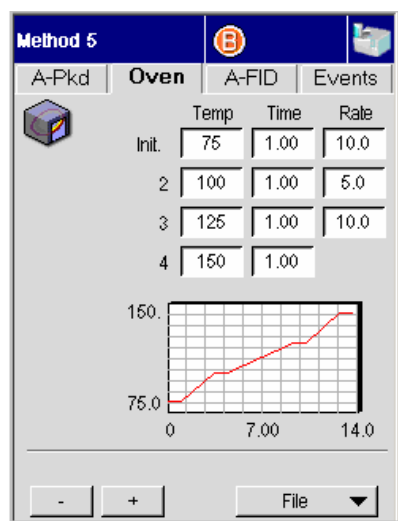 Method 5 B
A-Pkd Oven A-FID Events
Temp Time Rate
Init. 75 1.00 10.0
2 100 1.00 5.0
3 125 1.00 10.0
4 150 1.00
150.
75.0
0 7.00 14.0
- + File